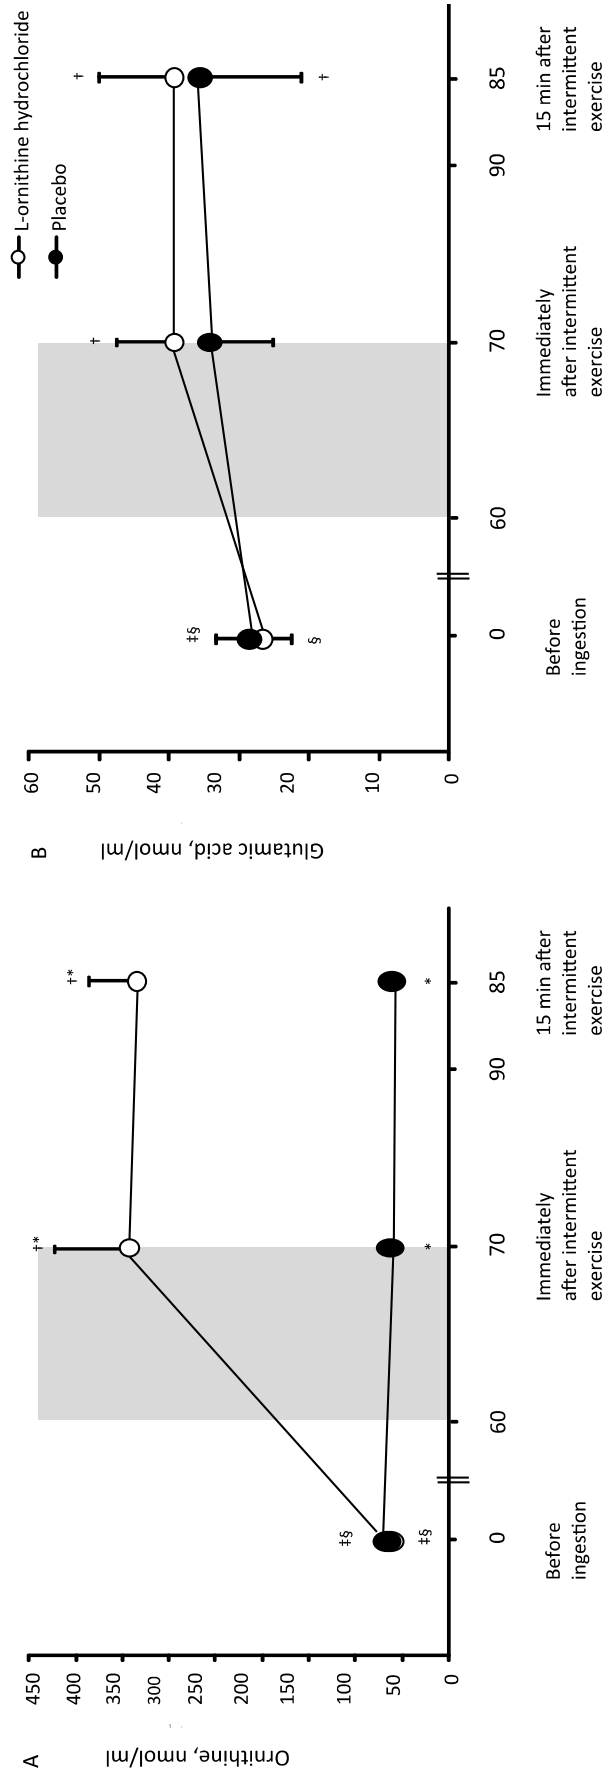 A
Ornithine, nmol/ml
450
400
350
300
250
200
150
100
50
0
‡§
‡§
†*
*
†*
*
0
60
70
90
85
Before
ingestion
Immediately
after intermittent
exercise
15 min after
intermittent
exercise
B
Glutamic acid, nmol/ml
60
50
40
30
20
10
0
‡§
§
†
†
†
L-ornithine hydrochloride
Placebo
0
60
70
90
85
Before
ingestion
Immediately
after intermittent
exercise
15 min after
intermittent
exercise